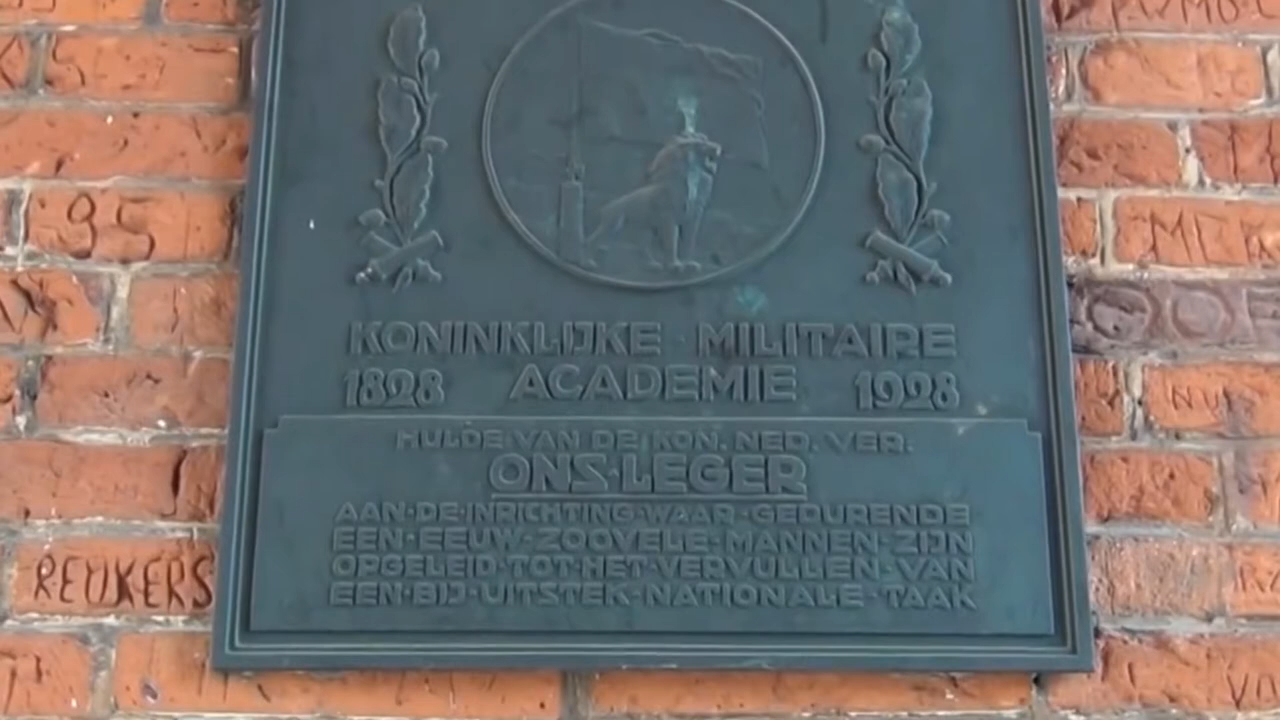 95
KONINKLIJKE MILITAIRE
1828 ACADEMIE 1928
HULDE VAN DE KON. NED. VER.
ONS·LEGER
AAN·DE·INRICHTING·WAAR·GEDURENDE
EEN·EEUW·ZOOVELE·MANNEN·ZIJN
OPGELEID·TOT·HET·VERVULLEN·VAN
EEN·BIJ·UITSTEK·NATIONALE·TAAK
REUKERS